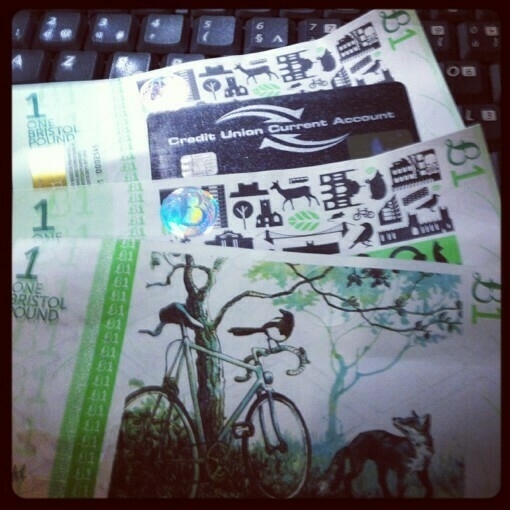 1
ONE
BRISTOL
POUND
£1
Credit Union Current Account
1
ONE
£1
B
1
ONE
BRISTOL
POUND
£1